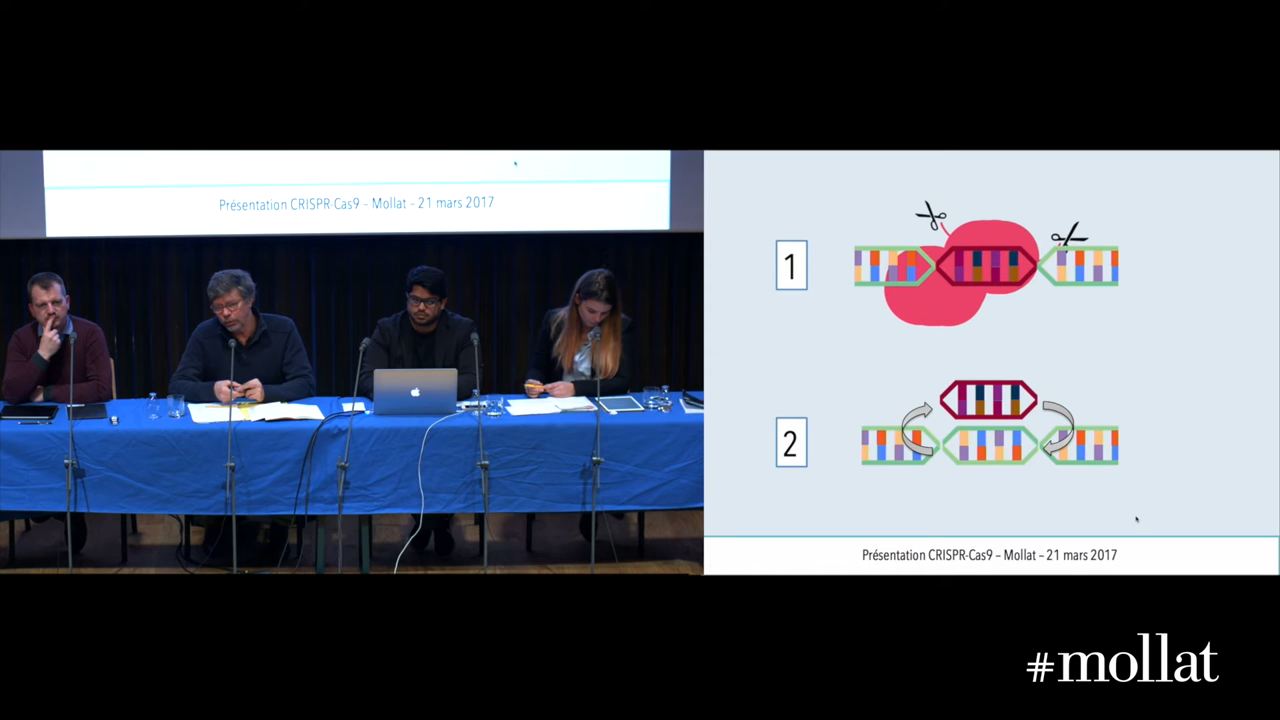 Présentation CRISPR-Cas9 – Mollat – 21 mars 2017
1
2
Présentation CRISPR-Cas9 – Mollat – 21 mars 2017
#mollat